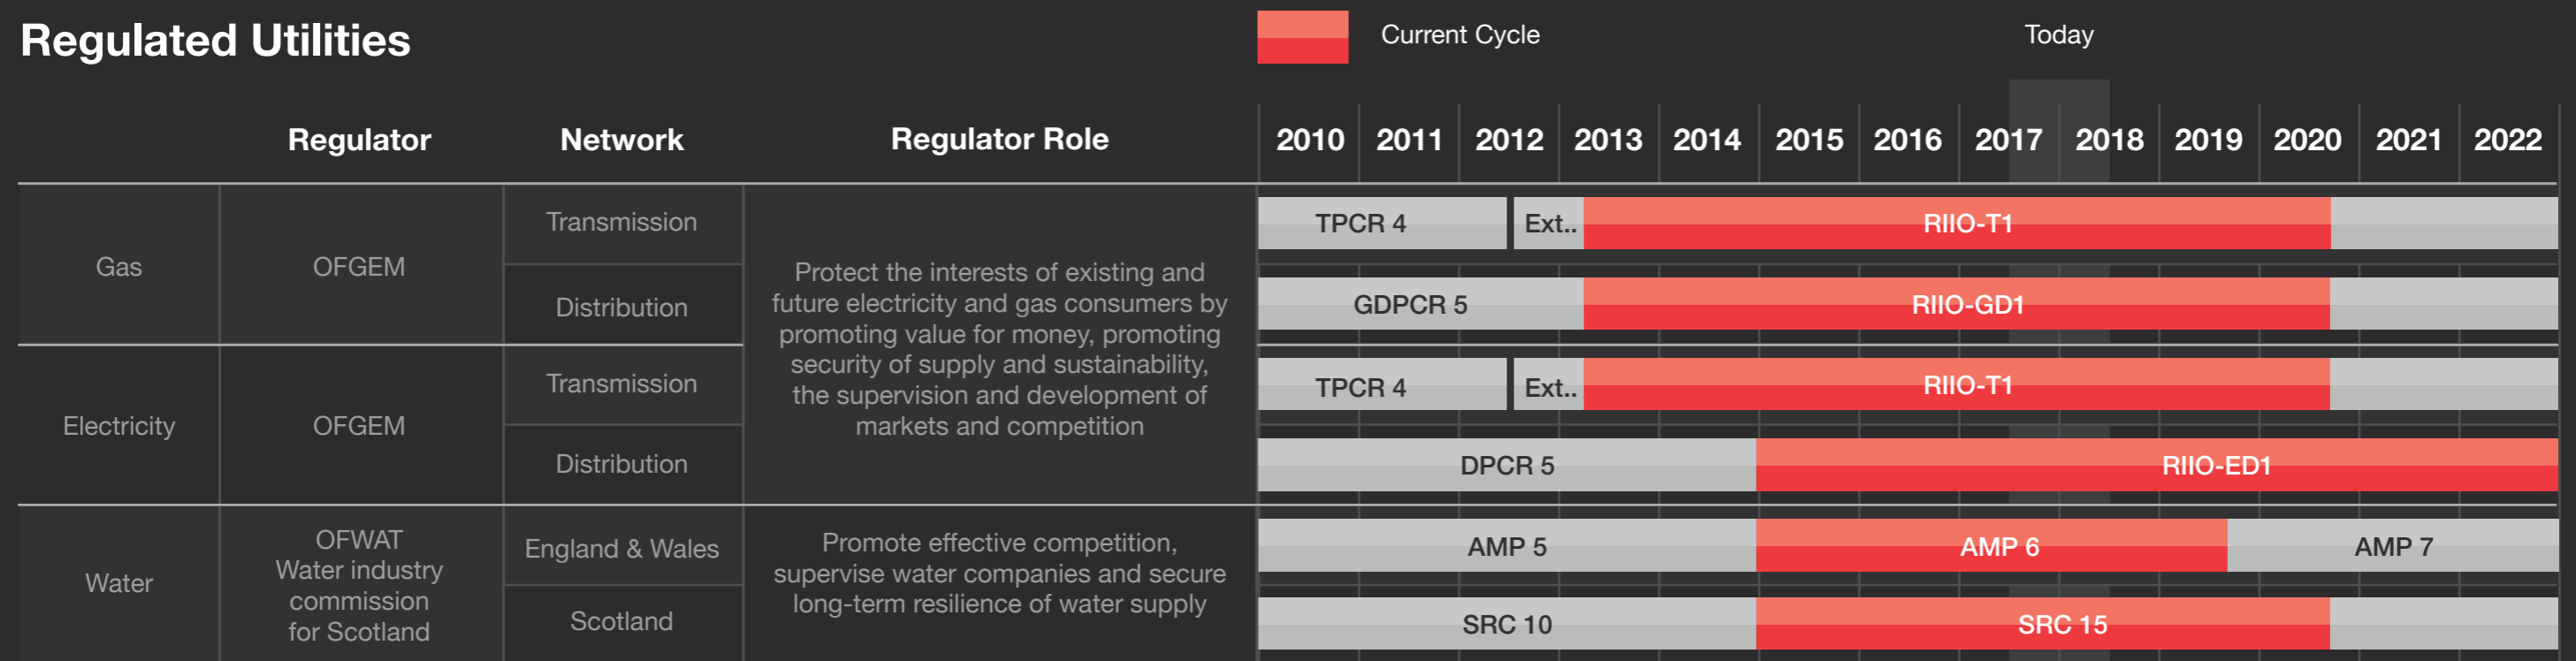 Regulated Utilities
Current Cycle
Today
Regulator
Network
Regulator Role
2010 2011 2012 2013 2014 2015 2016 2017 2018 2019 2020 2021 2022
Gas
OFGEM
Transmission
Distribution
Protect the interests of existing and
future electricity and gas consumers by
promoting value for money, promoting
security of supply and sustainability,
the supervision and development of
markets and competition
TPCR 4 Ext.. RIIO-T1
GDPCR 5 RIIO-GD1
Electricity
OFGEM
Transmission
Distribution
TPCR 4 Ext.. RIIO-T1
DPCR 5 RIIO-ED1
Water
OFWAT
Water industry
commission
for Scotland
England & Wales
Scotland
Promote effective competition,
supervise water companies and secure
long-term resilience of water supply
AMP 5 AMP 6 AMP 7
SRC 10 SRC 15